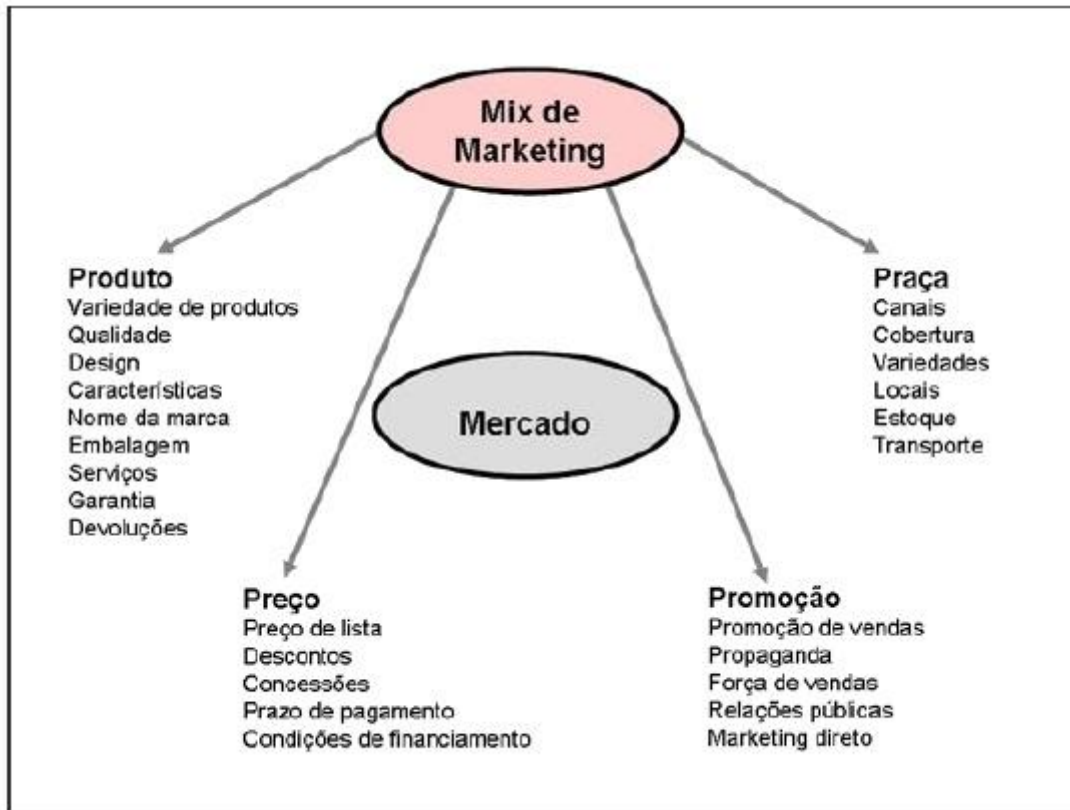 Mix de
Marketing
Produto
Variedade de produtos
Qualidade
Design
Características
Nome da marca
Embalagem
Serviços
Garantia
Devoluções
Mercado
Praça
Canais
Cobertura
Variedades
Locais
Estoque
Transporte
Preço
Preço de lista
Descontos
Concessões
Prazo de pagamento
Condições de financiamento
Promoção
Promoção de vendas
Propaganda
Força de vendas
Relações públicas
Marketing direto